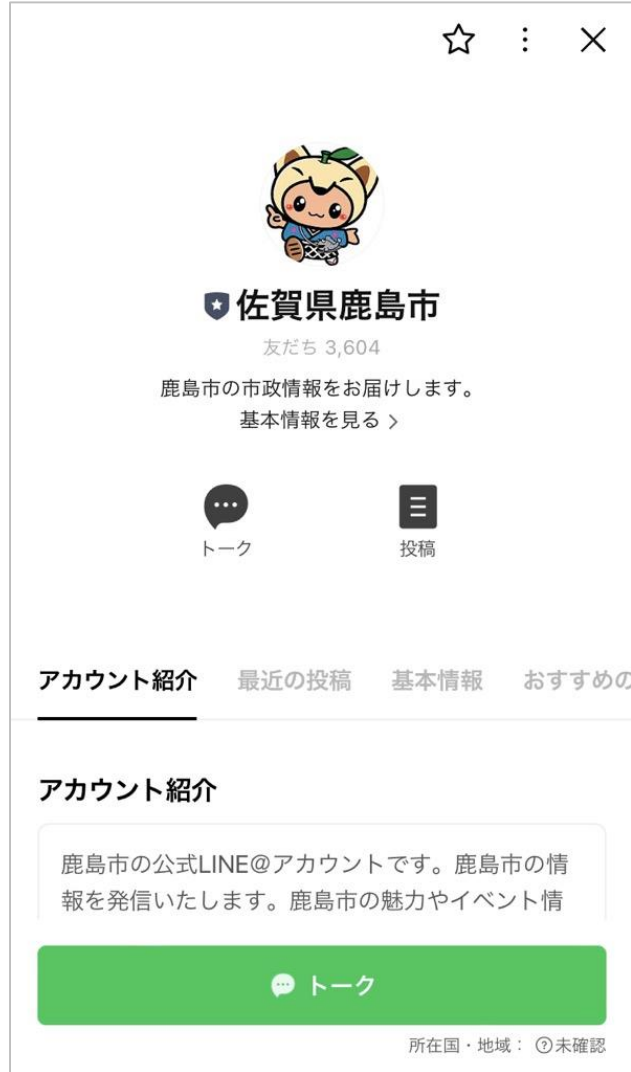 佐賀県鹿島市
友だち 3,604
鹿島市の市政情報をお届けします。
基本情報を見る >
トーク
投稿
アカウント紹介
最近の投稿
基本情報
おすすめの
アカウント紹介
鹿島市の公式LINE@アカウントです。鹿島市の情
報を発信いたします。鹿島市の魅力やイベント情
トーク
所在国・地域： ?未確認